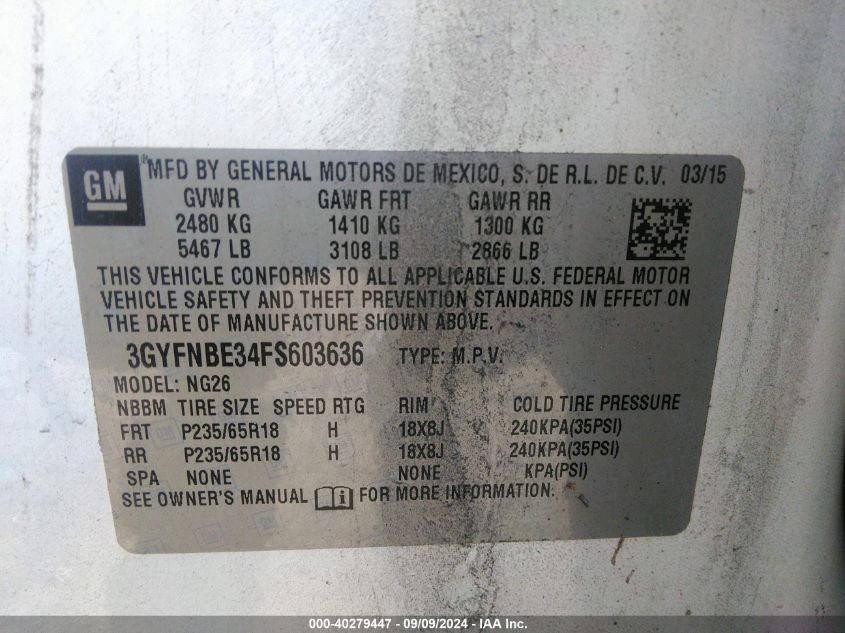 GM
® MFD BY GENERAL MOTORS DE MEXICO, S. DE R.L. DE C.V. 03/15
GVWR GAWR FRT GAWR RR
2480 KG 1410 KG 1300 KG
5467 LB 3108 LB 2866 LB
THIS VEHICLE CONFORMS TO ALL APPLICABLE U.S. FEDERAL MOTOR
VEHICLE SAFETY AND THEFT PREVENTION STANDARDS IN EFFECT ON
THE DATE OF MANUFACTURE SHOWN ABOVE.
3GYFNBE34FS603636 TYPE: M.P.V.
MODEL: NG26
NBBM TIRE SIZE SPEED RTG RIM COLD TIRE PRESSURE
FRT P235/65R18 H 18X8J 240KPA(35PSI)
RR P235/65R18 H 18X8J 240KPA(35PSI)
SPA NONE NONE KPA(PSI)
SEE OWNER'S MANUAL i FOR MORE INFORMATION.
000-40279447 - 09/09/2024 - IAA Inc.